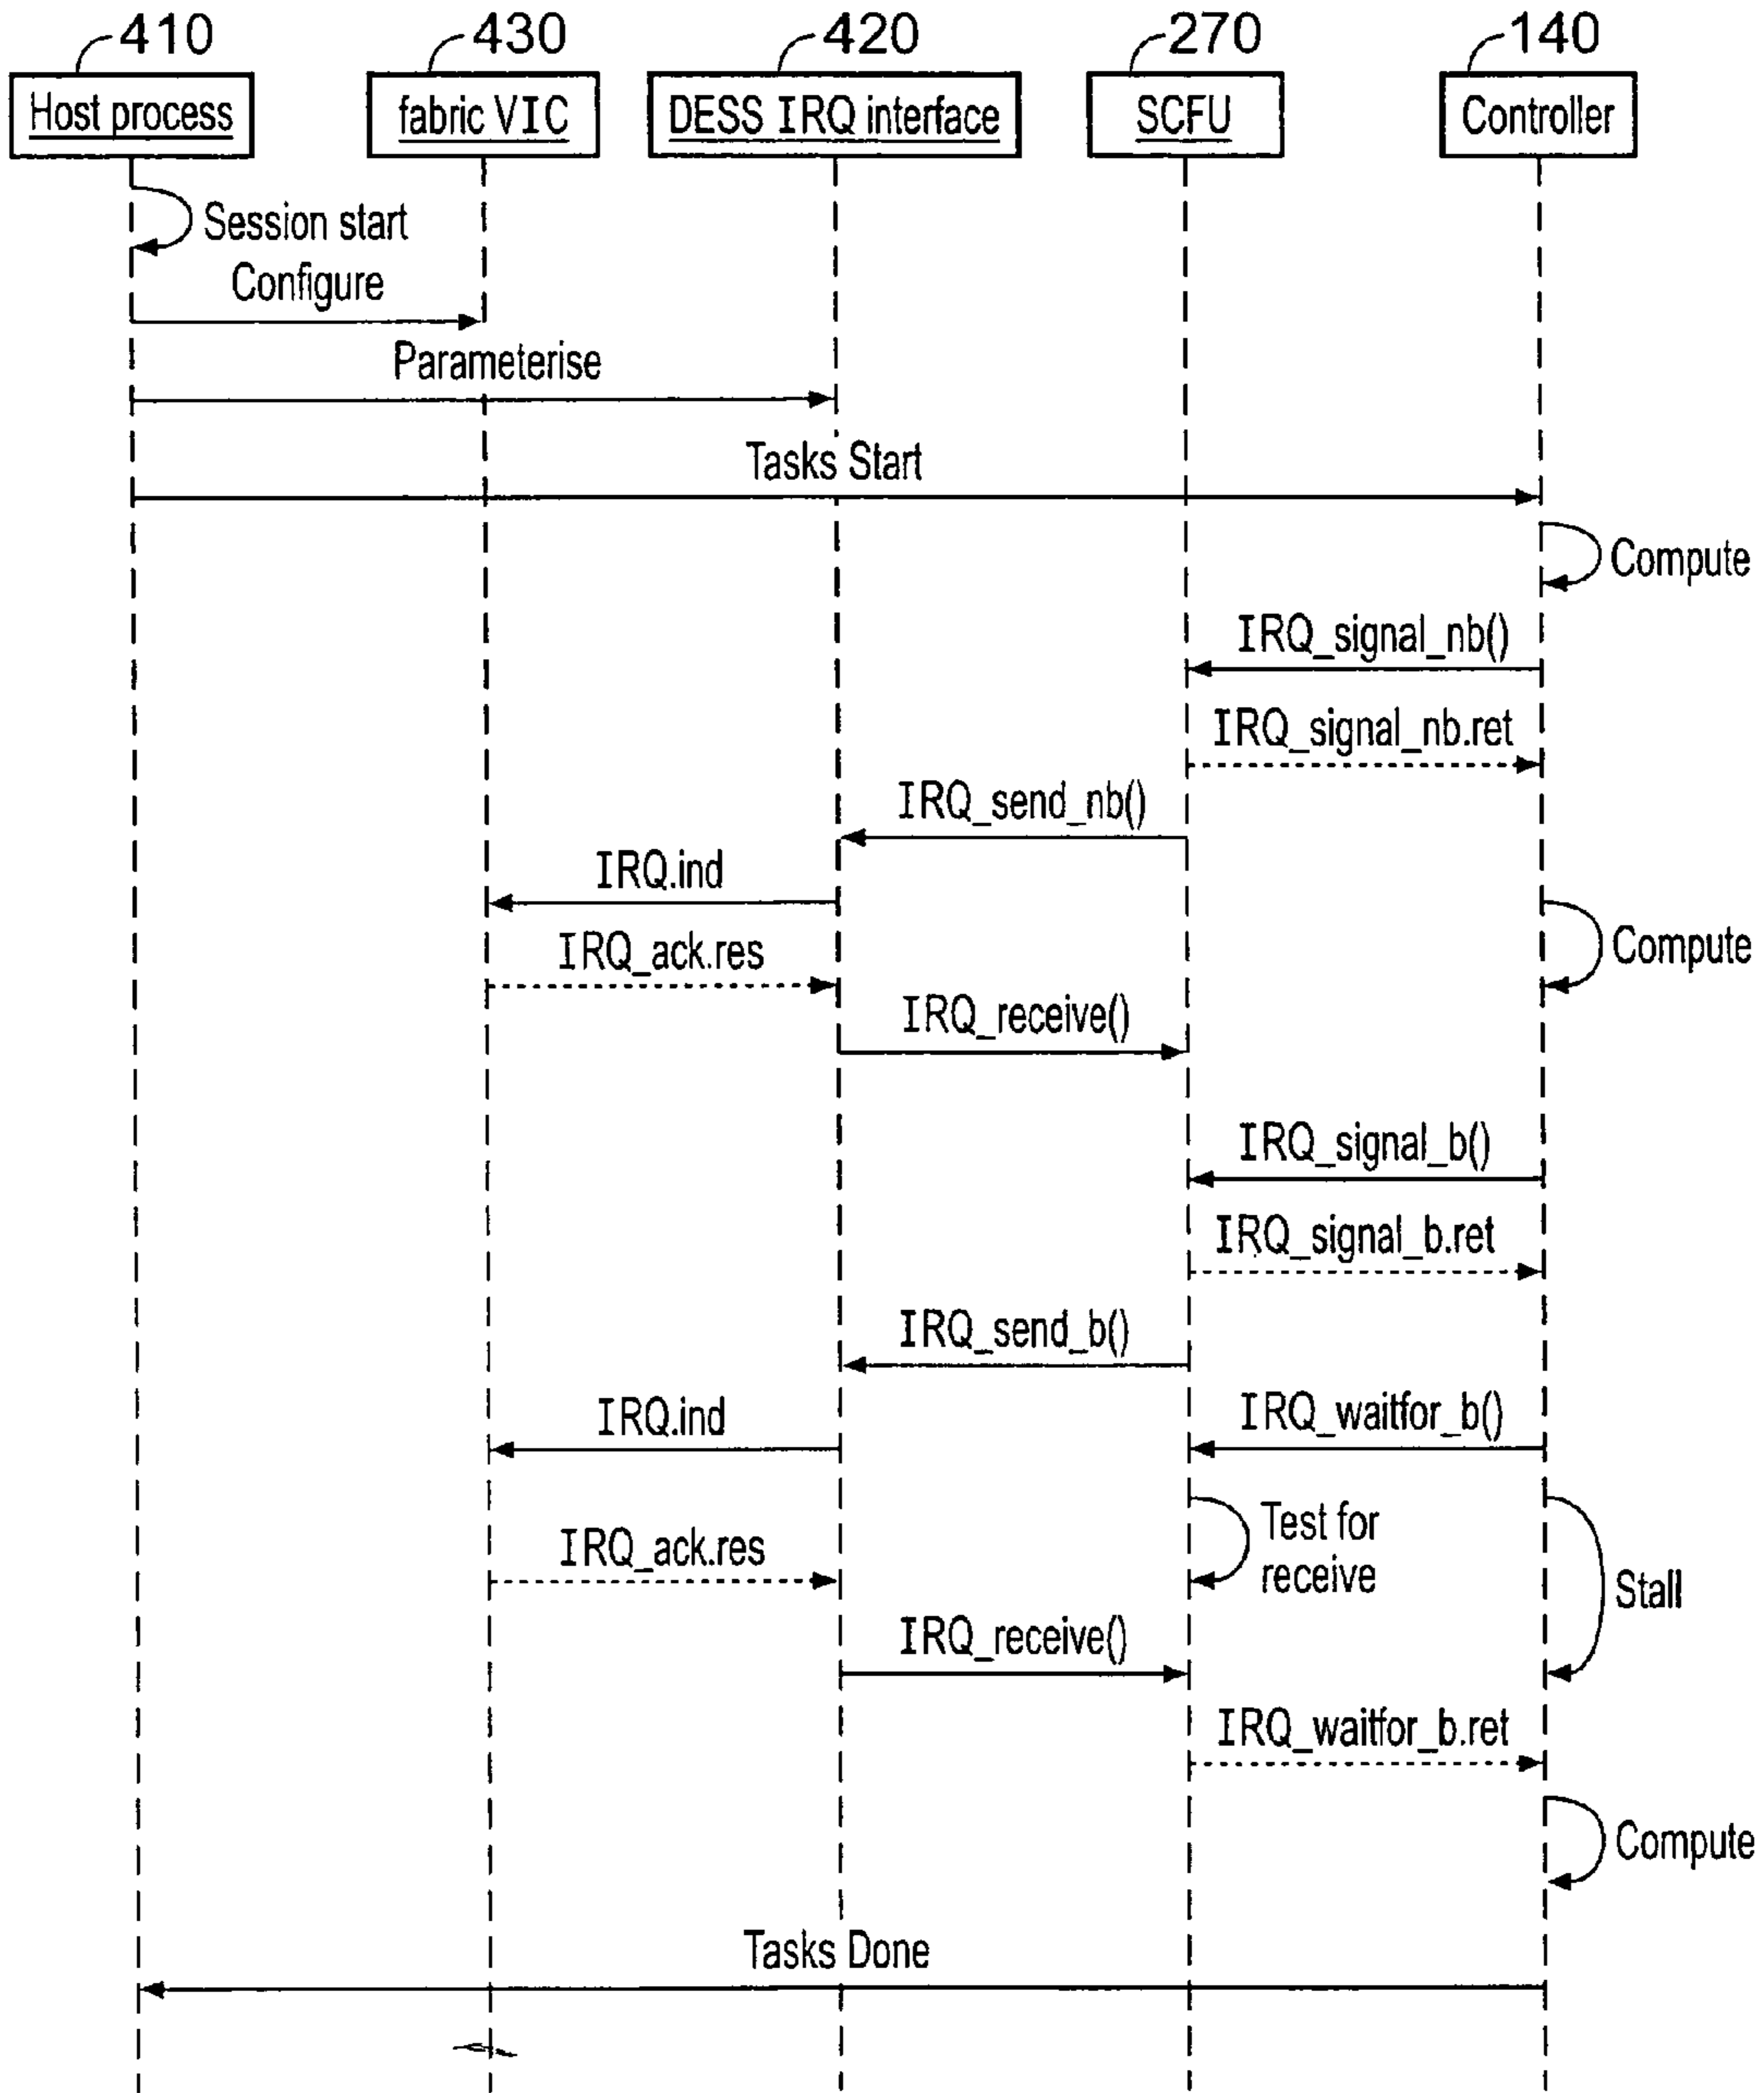 410 430 420 270 140
Host process fabric VIC DESS IRQ interface SCFU Controller
Session start
Configure
Parameterise
Tasks Start
Compute
IRQ_signal_nb()
IRQ_signal_nb.ret
IRQ_send_nb()
IRQ.ind
Compute
IRQ_ack.res
IRQ_receive()
IRQ_signal_b()
IRQ_signal_b.ret
IRQ_send_b()
IRQ.ind IRQ_waitfor_b()
Test for
receive
IRQ_ack.res
Stall
IRQ_receive()
IRQ_waitfor_b.ret
Compute
Tasks Done